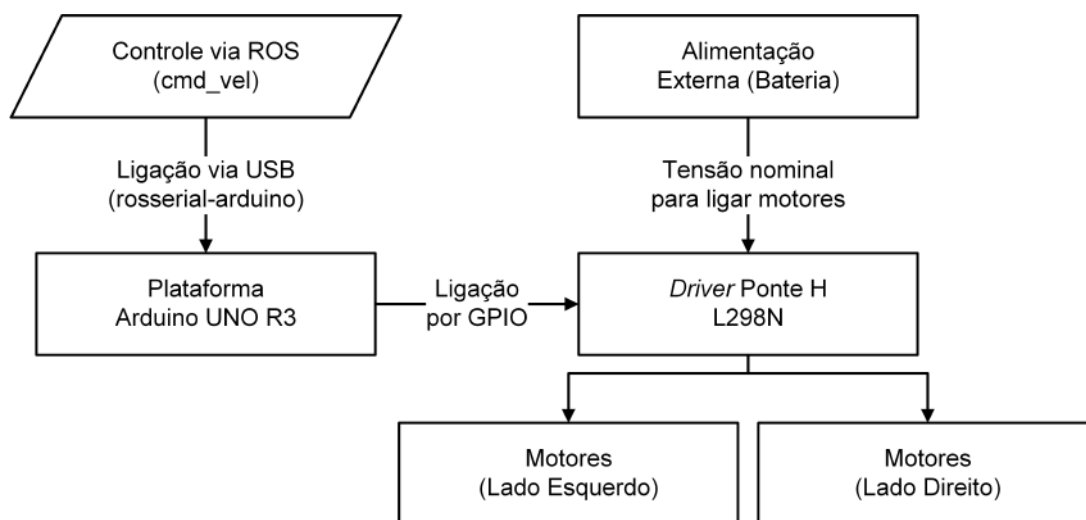 Controle via ROS
(cmd_vel)
Alimentação
Externa (Bateria)
Ligação via USB
(rosserial-arduino)
Tensão nominal
para ligar motores
Plataforma
Arduino UNO R3
Ligação
por GPIO
Driver Ponte H
L298N
Motores
(Lado Esquerdo)
Motores
(Lado Direito)